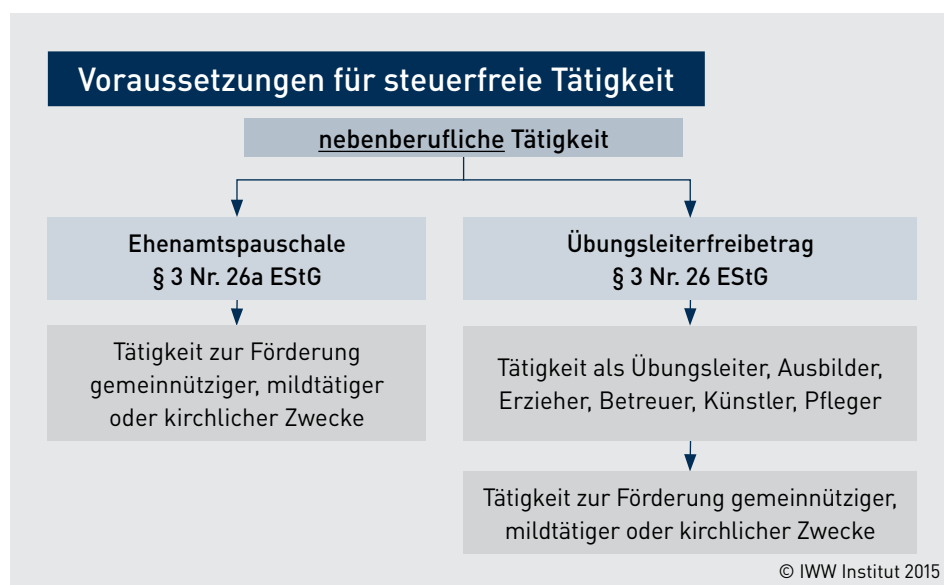 Voraussetzungen für steuerfreie Tätigkeit
nebenberufliche Tätigkeit
Ehenamtspauschale
§ 3 Nr. 26a EStG
Tätigkeit zur Förderung
gemeinnütziger, mildtätiger
oder kirchlicher Zwecke
Übungsleiterfreibetrag
§ 3 Nr. 26 EStG
Tätigkeit als Übungsleiter, Ausbilder,
Erzieher, Betreuer, Künstler, Pfleger
Tätigkeit zur Förderung gemeinnütziger,
mildtätiger oder kirchlicher Zwecke
© IWW Institut 2015